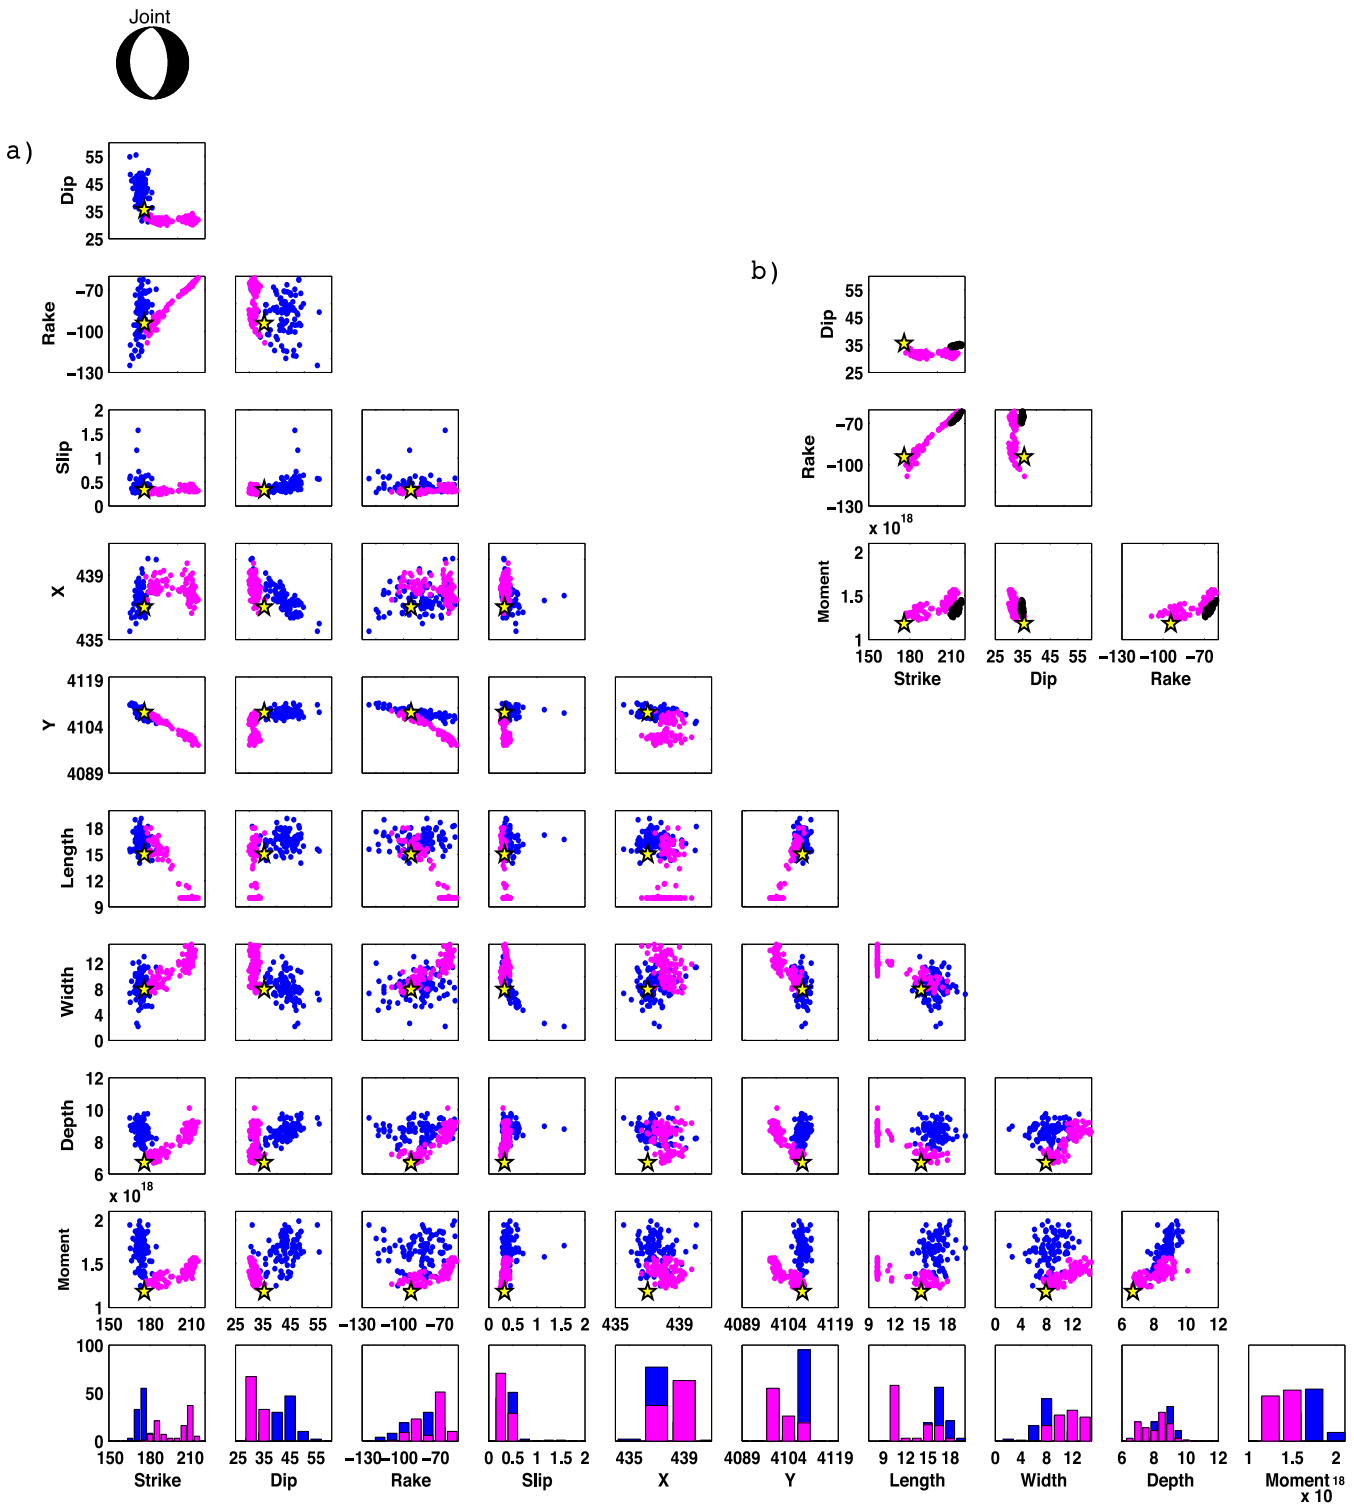 Joint
a)
Dip
55
45
35
25
Rake
−70
−100
−130
b)
Dip
55
45
35
25
Slip
2
1.5
1
0.5
0
Rake
−70
−100
−130
x 10 18
X
439
435
Moment
2
1.5
1
150 180 210 25 35 45 55 −130 −100 −70
Strike Dip Rake
Y
4119
4104
4089
Length
18
15
12
9
Width
12
8
4
0
Depth
12
10
8
6
x 10 18
Moment
2
1.5
1
150 180 210 25 35 45 55 −130 −100 −70 0 0.5 1 1.5 2 435 439 4089 4104 4119 9 12 15 18 0 4 8 12 6 8 10 12
100
50
0
435 439 4089 4104 4119 9 12 15 18 0 4 8 12 6 8 10 12 1 1.5 2
150 180 210 25 35 45 55 −130 −100 −70 0 0.5 1 1.5 2
Strike Dip Rake Slip X Y Length Width Depth Moment 18
x 10